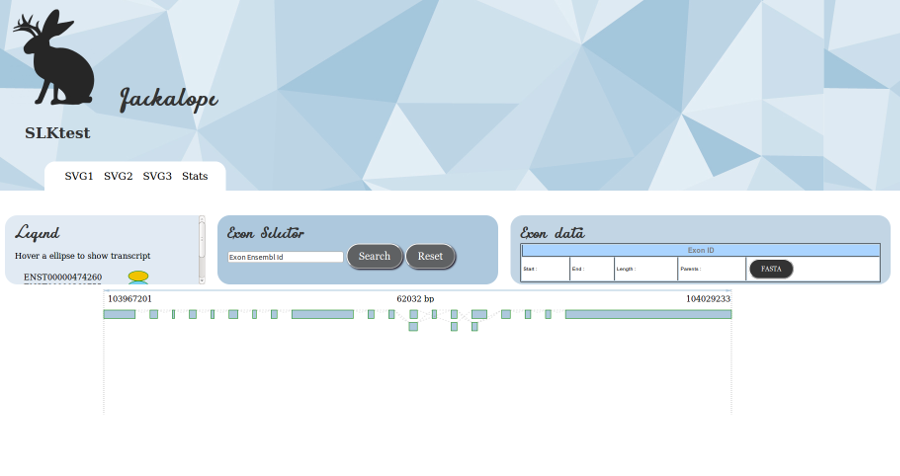 Jackalope
SLKtest
SVG1 SVG2 SVG3 Stats
Legend
Hover a ellipse to show transcript
ENST00000474260
Exon Selector
Exon Ensembl Id
Search
Reset
Exon data
Exon ID
Start :
End :
Length :
Parents :
FASTA
103967201
62032 bp
104029233